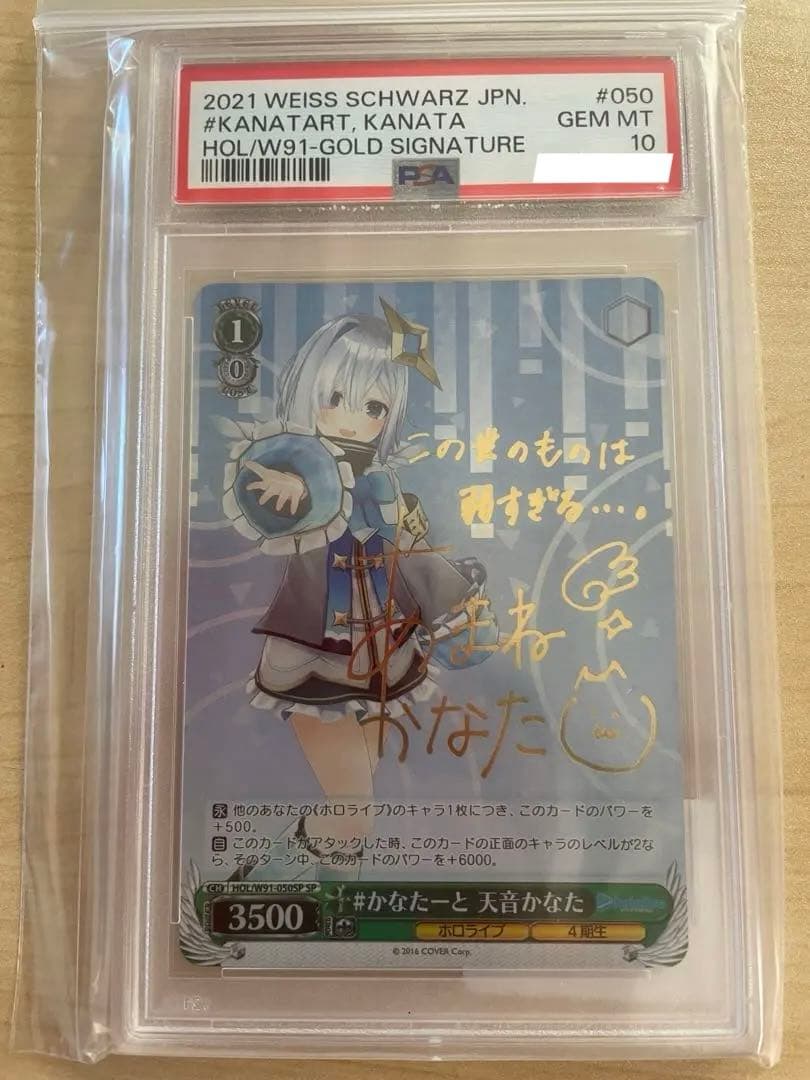 2021 WEISS SCHWARZ JPN. #050
#KANATART, KANATA GEM MT
HOL/W91-GOLD SIGNATURE 10
PSA
LEVEL
1
0
COST
この世のものは
弱すぎる…。
あまね
かなた
永 他のあなたの《ホロライブ》のキャラ1枚につき、このカードのパワーを
+500。
自 このカードがアタックした時、このカードの正面のキャラのレベルが2な
ら、そのターン中、このカードのパワーを+6000。
CH HOL/W91-050SP SP
3500 #かなたーと 天音かなた
ホロライブ 4期生
© 2016 COVER Corp.